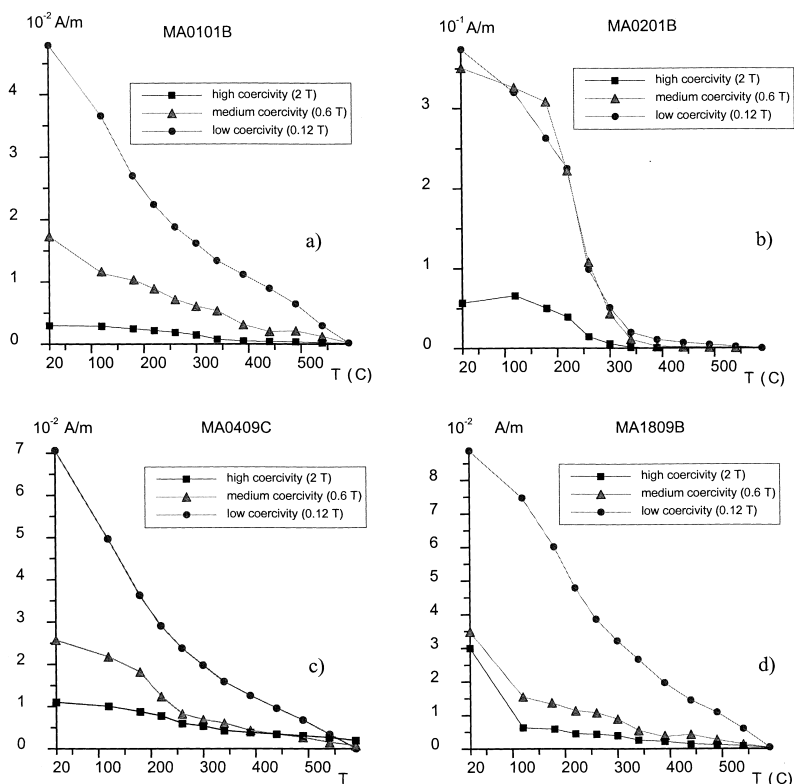 10-2 A/m
MA0101B
high coercivity (2 T)
medium coercivity (0.6 T)
low coercivity (0.12 T)
4
3
2
1
0
a)
20 100 200 300 400 500
T ( C)
10-1 A/m
MA0201B
high coercivity (2 T)
medium coercivity (0.6 T)
low coercivity (0.12 T)
3
2
1
0
b)
20 100 200 300 400 500
T ( C)
10-2 A/m
MA0409C
high coercivity (2 T)
medium coercivity (0.6 T)
low coercivity (0.12 T)
7
6
5
4
3
2
1
0
c)
20 100 200 300 400 500
T
10-2 A/m
MA1809B
high coercivity (2 T)
medium coercivity (0.6 T)
low coercivity (0.12 T)
8
7
6
5
4
3
2
1
0
d)
20 100 200 300 400 500
T ( C)